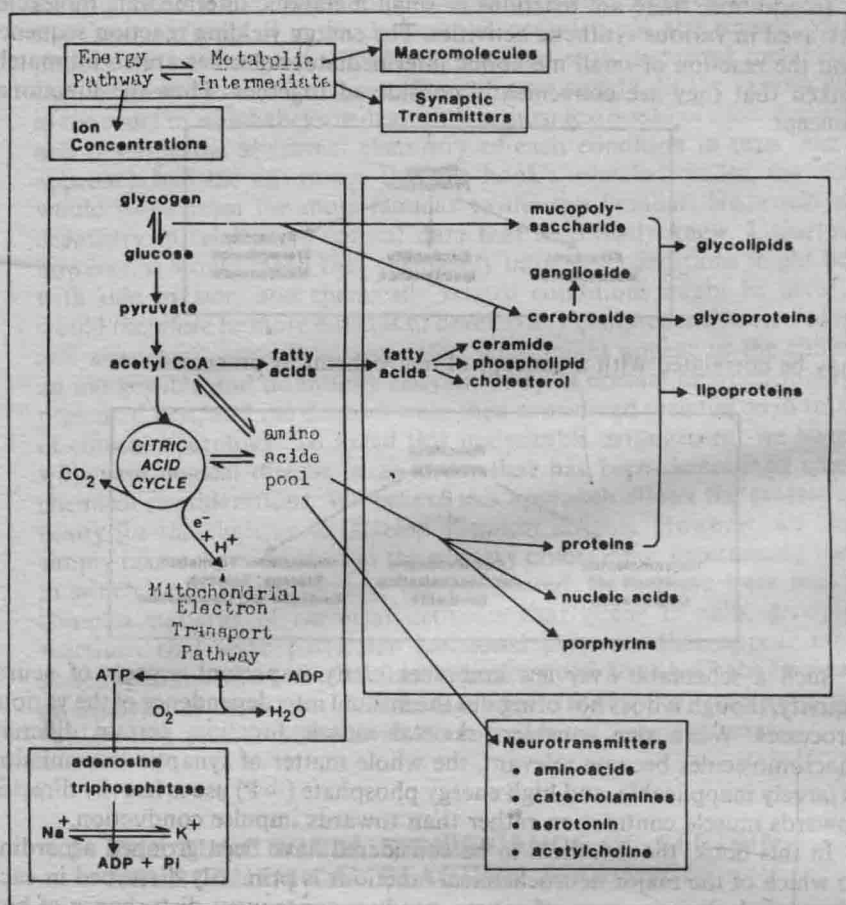 Energy
Pathway
Metabolic
Intermediate
Macromolecules
Synaptic
Transmitters
Ion
Concentrations
glycogen
glucose
pyruvate
acetyl CoA
fatty
acids
CITRIC
ACID
CYCLE
CO2
amino
acids
pool
e-
+ H+
Mitochondrial
Electron
Transport
Pathway
ATP
ADP
O2
H2O
adenosine
triphosphatase
Na+
K+
ADP + Pi
mucopoly-
saccharide
ganglioside
cerebroside
fatty
acids
ceramide
phospholipid
cholesterol
glycolipids
glycoproteins
lipoproteins
proteins
nucleic acids
porphyrins
Neurotransmitters
• aminoacids
• catecholamines
• serotonin
• acetylcholine